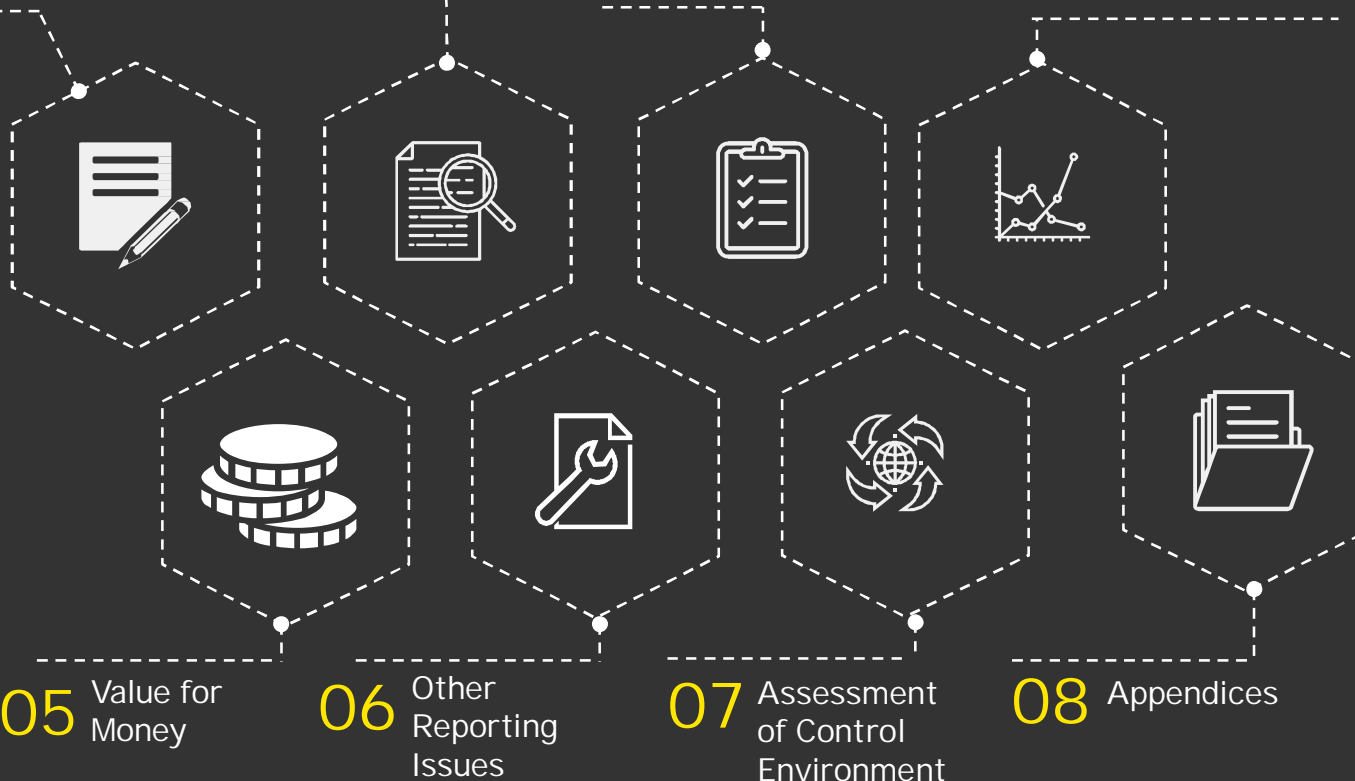 05
Value for
Money
06
Other
Reporting
Issues
07
Assessment
of Control
Environment
08
Appendices